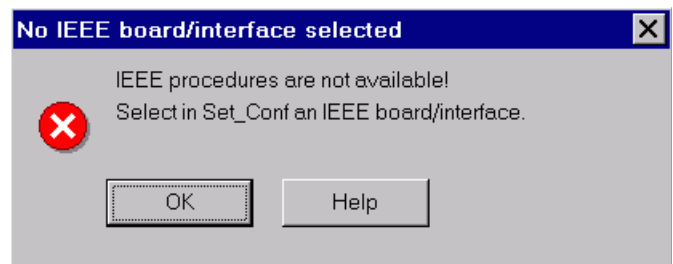 No IEEE board/interface selected
IEEE procedures are not available!
Select in Set_Conf an IEEE board/interface.
OK
Help